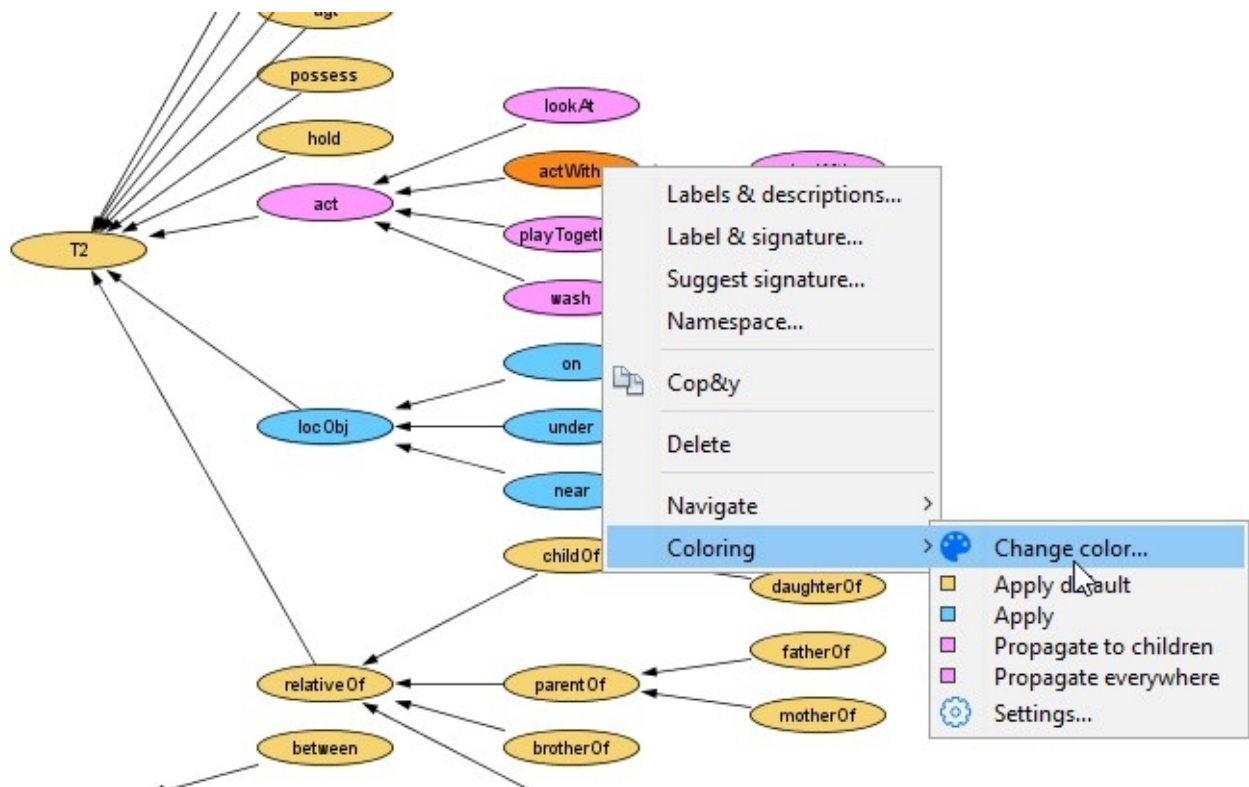 possess
lookAt
hold
actWith
act
T2
wash
on
locObj
under
near
childOf
daughterOf
fatherOf
relativeOf
parentOf
motherOf
between
brotherOf
Labels & descriptions...
Label & signature...
Suggest signature...
Namespace...
Cop&y
Delete
Navigate
Coloring
Change color...
Apply default
Apply
Propagate to children
Propagate everywhere
Settings...